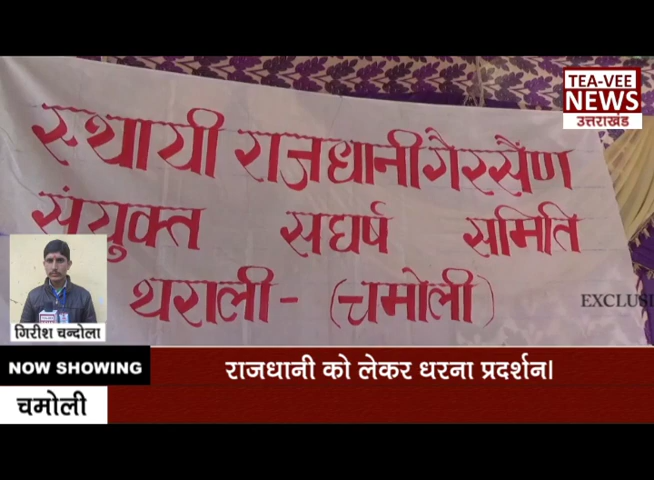 TEA-VEE
NEWS
उत्तराखंड
स्थायी राजधानी गैरसैंण
संयुक्त सघर्ष समिति
थराली - (चमोली)
गिरीश चन्दोला
NOW SHOWING
राजधानी को लेकर धरना प्रदर्शन।
चमोली